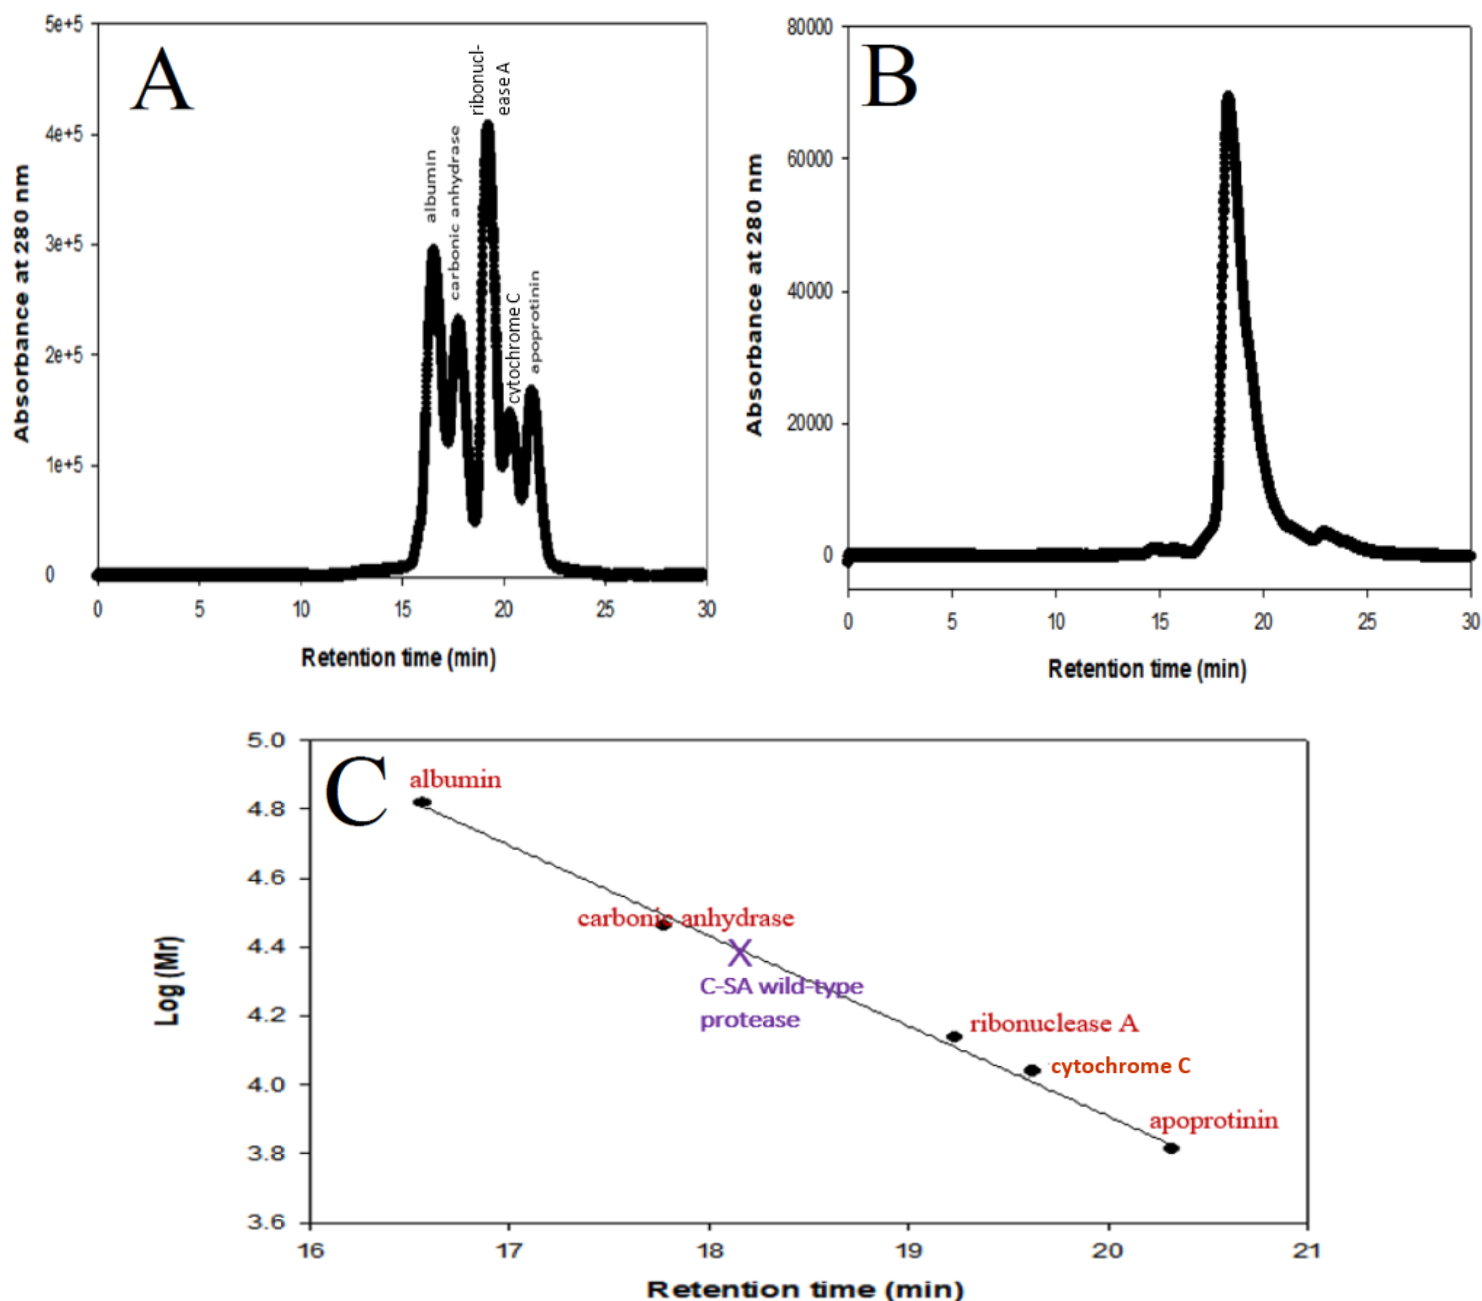 A
5e+5
4e+5
3e+5
2e+5
1e+5
0
Absorbance at 280 nm
albumin
carbonic anhydrase
ribonucl-
ease A
cytochrome C
apoprotinin
0 5 10 15 20 25 30
Retention time (min)
B
80000
60000
40000
20000
0
Absorbance at 280 nm
0 5 10 15 20 25 30
Retention time (min)
C
5.0
4.8
4.6
4.4
4.2
4.0
3.8
3.6
Log (Mr)
albumin
carbonic anhydrase
X
C-SA wild-type
protease
ribonuclease A
cytochrome C
apoprotinin
16 17 18 19 20 21
Retention time (min)